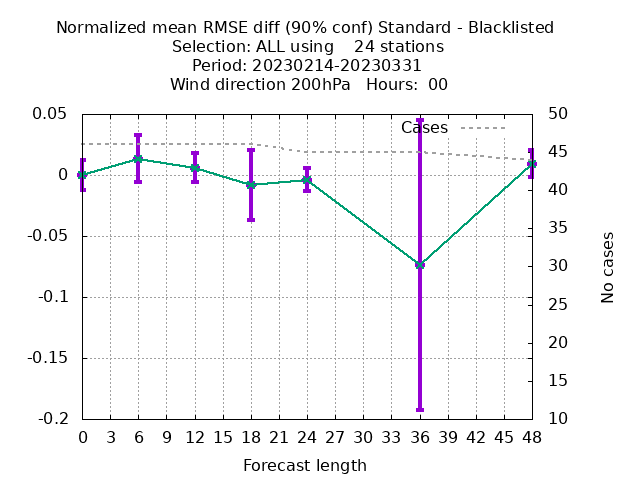 Normalized mean RMSE diff (90% conf) Standard - Blacklisted
Selection: ALL using    24 stations
Period: 20230214-20230331
Wind direction 200hPa   Hours:  00
0.05
0
-0.05
-0.1
-0.15
-0.2
Cases
50
45
40
35
30
25
20
15
10
No cases
0 3 6 9 12 15 18 21 24 27 30 33 36 39 42 45 48
Forecast length